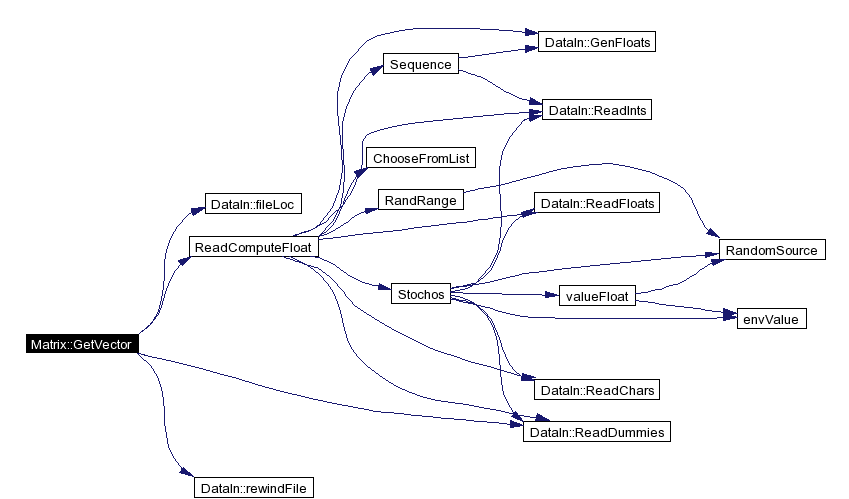 DataIn::GenFloats
Sequence
DataIn::ReadInts
ChooseFromList
RandRange
DataIn::fileLoc
DataIn::ReadFloats
ReadComputeFloat
RandomSource
Stochos
valueFloat
envValue
Matrix::GetVector
DataIn::ReadChars
DataIn::ReadDummies
DataIn::rewindFile